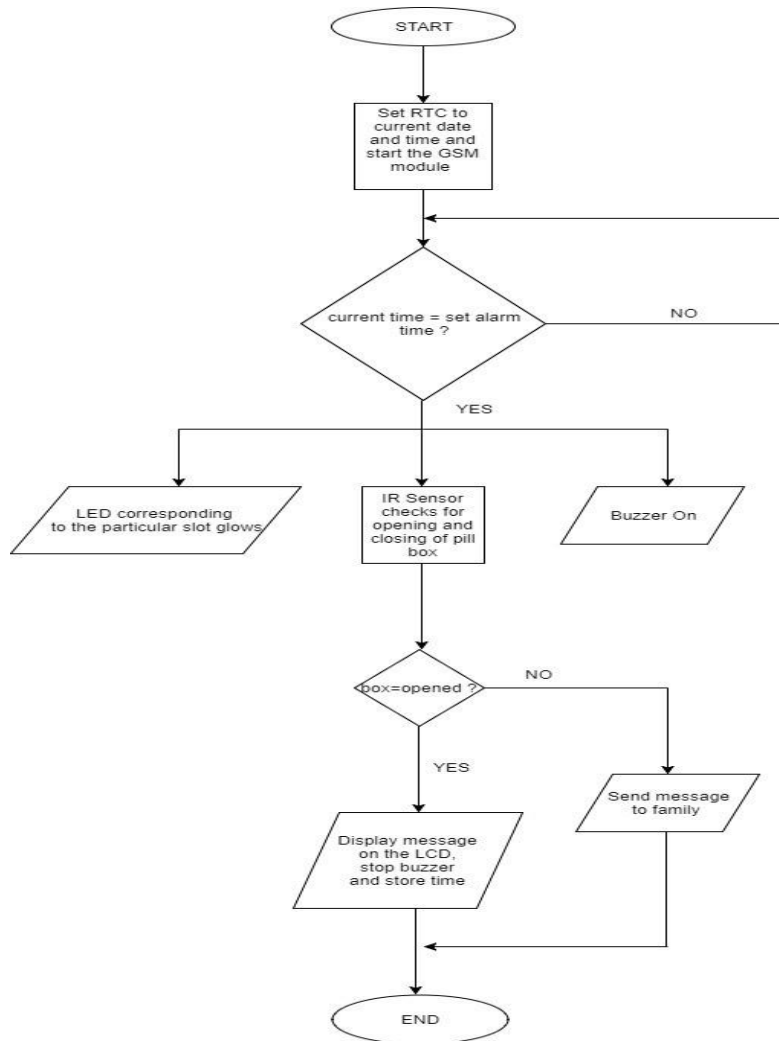 START
Set RTC to
current date
and time and
start the GSM
module
current time = set alarm
time ?
NO
YES
LED corresponding
to the particular slot glows
IR Sensor
checks for
opening and
closing of pill
box
Buzzer On
box=opened ?
NO
YES
Send message
to family
Display message
on the LCD,
stop buzzer
and store time
END